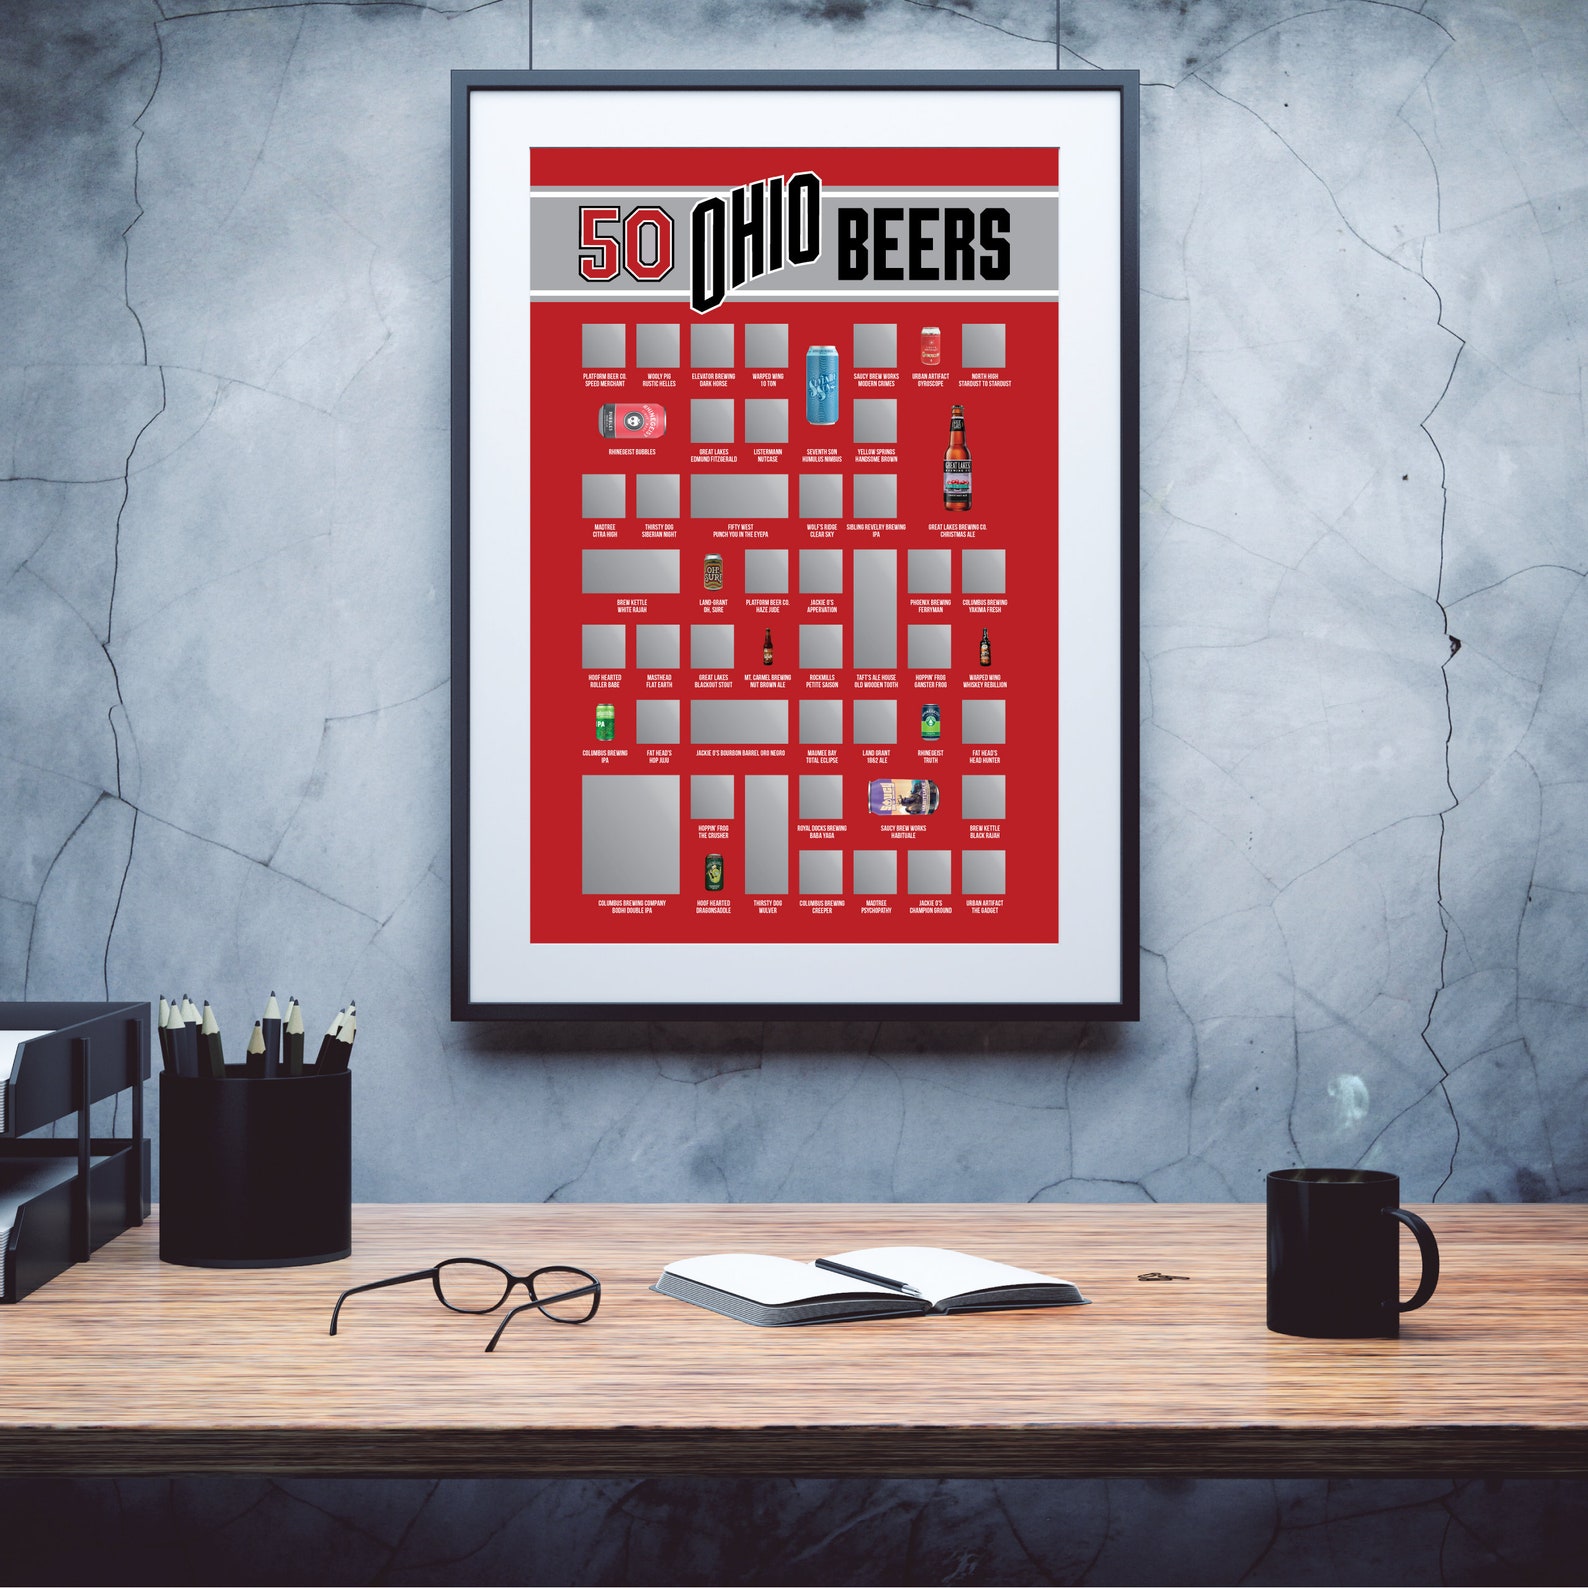 50 OHIO BEERS
PLATFORM BEER CO.
SPEED MERCHANT
WOOLY PIG
RUSTIC HELLES
ELEVATOR BREWING
DARK HORSE
WARPED WING
10 TON
SAUCY BREW WORKS
MODERN CRIMES
URBAN ARTIFACT
GYROSCOPE
NORTH HIGH
STARDUST TO STARDUST
RHINEGEIST BUBBLES
GREAT LAKES
EDMUND FITZGERALD
LISTERMANN
NUTCASE
SEVENTH SON
HUMULUS NIMBUS
YELLOW SPRINGS
HANDSOME BROWN
GREAT LAKES
MADTREE
CITRA HIGH
THIRSTY DOG
SIBERIAN NIGHT
FIFTY WEST
PUNCH YOU IN THE EYEPA
WOLF'S RIDGE
CLEAR SKY
SIBLING REVELRY BREWING
IPA
GREAT LAKES BREWING CO.
CHRISTMAS ALE
BREW KETTLE
WHITE RAJAH
OH,
SURE
LAND-GRANT
OH, SURE
PLATFORM BEER CO.
HAZE JUDE
JACKIE O'S
APPERVATION
PHOENIX BREWING
FERRYMAN
COLUMBUS BREWING
YAKIMA FRESH
HOOF HEARTED
ROLLER BABE
MASTHEAD
FLAT EARTH
GREAT LAKES
BLACKOUT STOUT
MT. CARMEL BREWING
NUT BROWN ALE
ROCKMILLS
PETITE SAISON
TAFT'S ALE HOUSE
OLD WOODEN TOOTH
HOPPIN' FROG
GANSTER FROG
WARPED WING
WHISKEY REBILLION
IPA
COLUMBUS BREWING
IPA
FAT HEAD'S
HOP JUJU
JACKIE O'S BOURBON BARREL ORO NEGRO
MAUMEE BAY
TOTAL ECLIPSE
LAND GRANT
1862 ALE
RHINEGEIST
TRUTH
FAT HEAD'S
HEAD HUNTER
COLUMBUS BREWING COMPANY
BODHI DOUBLE IPA
HOPPIN' FROG
THE CRUSHER
HOOF HEARTED
DRAGONSADDLE
THIRSTY DOG
WULVER
ROYAL DOCKS BREWING
BABA YAGA
SAUCY BREW WORKS
HABITUALE
BREW KETTLE
BLACK RAJAH
COLUMBUS BREWING
CREEPER
MADTREE
PSYCHOPATHY
JACKIE O'S
CHAMPION GROUND
URBAN ARTIFACT
THE GADGET